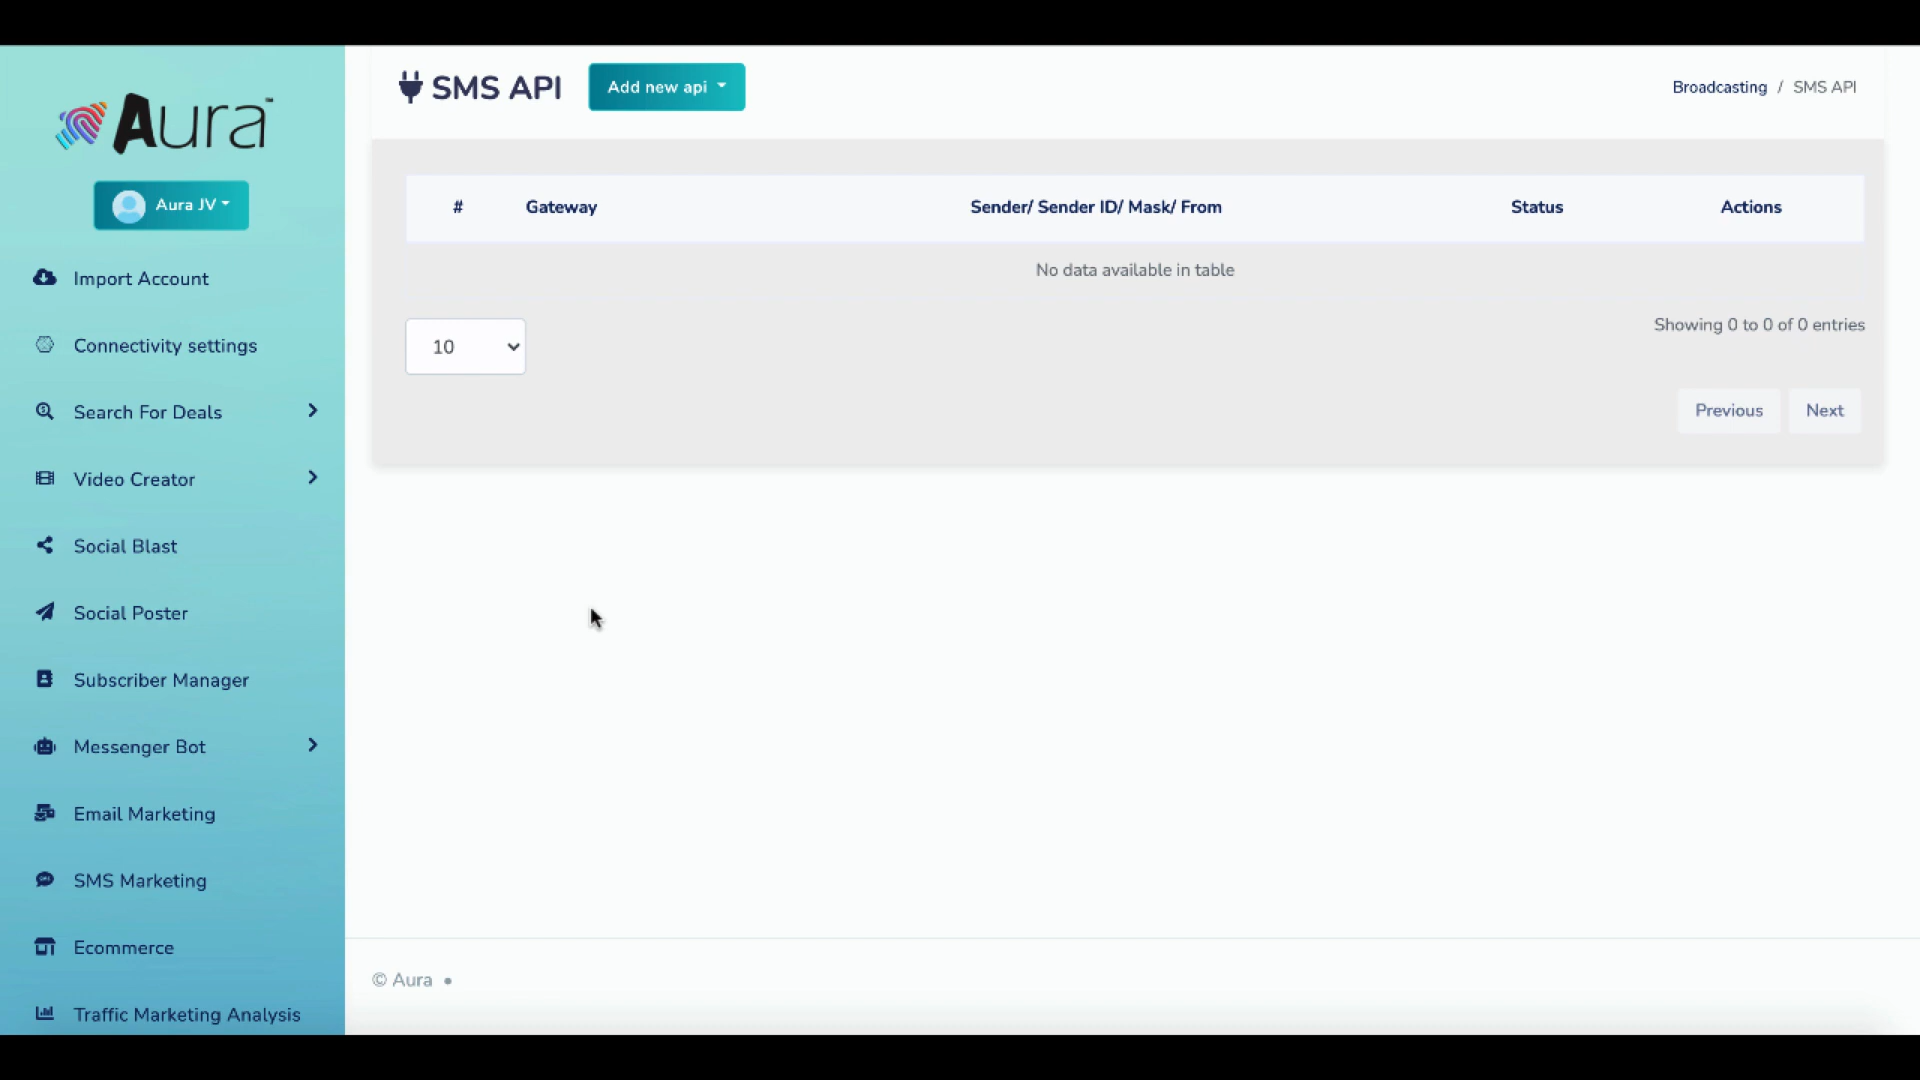 Aura™
Aura JV
Import Account
Connectivity settings
Search For Deals
Video Creator
Social Blast
Social Poster
Subscriber Manager
Messenger Bot
Email Marketing
SMS Marketing
Ecommerce
Traffic Marketing Analysis
SMS API
Add new api
Broadcasting / SMS API
# Gateway Sender/ Sender ID/ Mask/ From Status Actions
No data available in table
10
Showing 0 to 0 of 0 entries
Previous Next
© Aura •